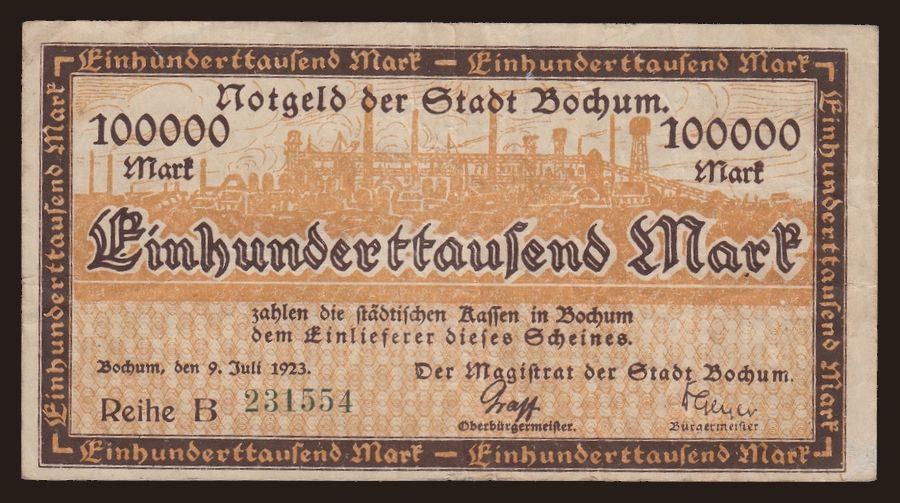 Einhunderttausend Mark — Einhunderttausend Mark
Notgeld der Stadt Bochum.
100000 Mark
100000 Mark
Einhunderttausend Mark
zahlen die städtischen Kassen in Bochum
dem Einlieferer dieses Scheines.
Bochum, den 9. Juli 1923.
Der Magistrat der Stadt Bochum.
Reihe B 231554
Graff
Oberbürgermeister.
Geyer
Bürgermeister
Einhunderttausend Mark
Einhunderttausend Mark
Einhunderttausend Mark — Einhunderttausend Mark